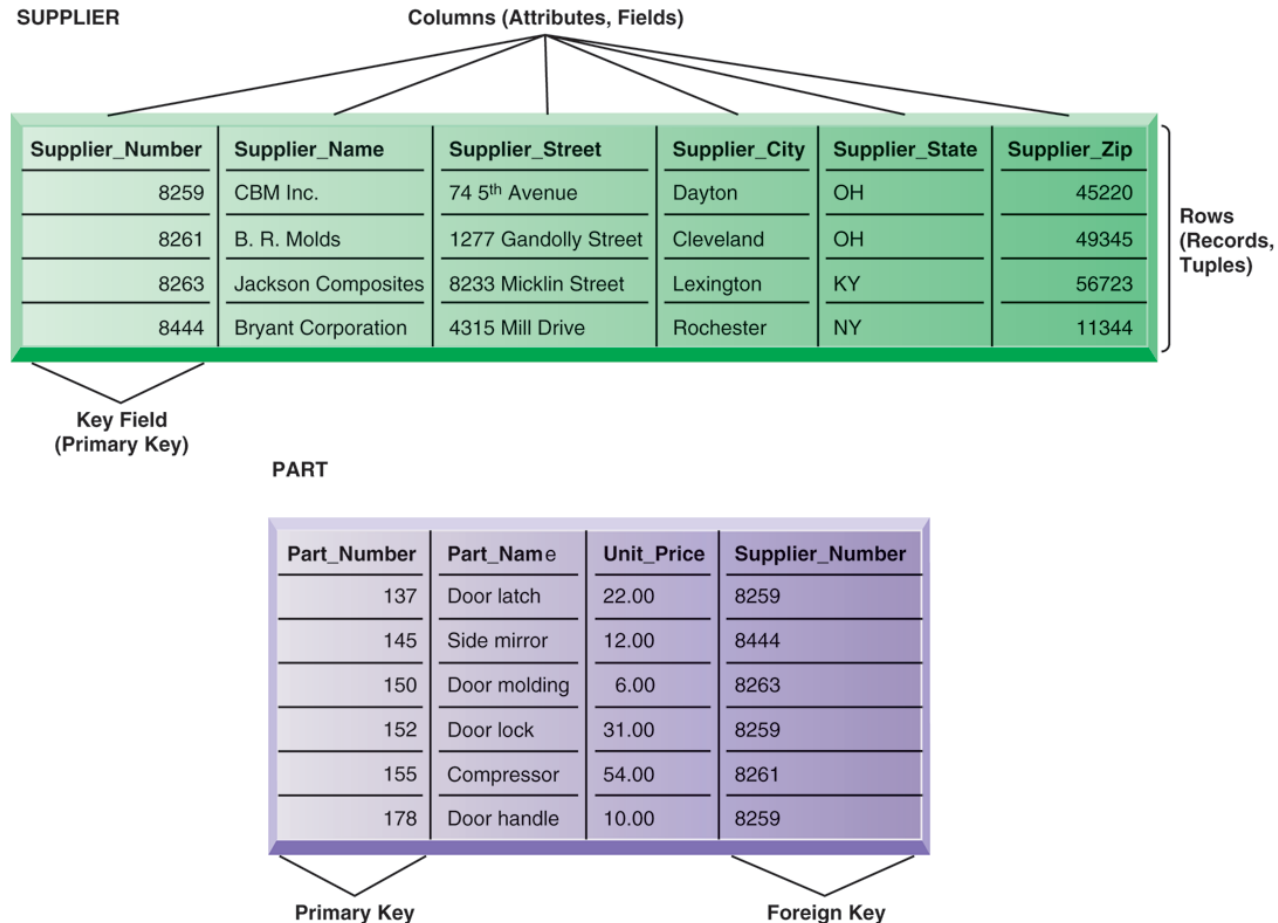 SUPPLIER Columns (Attributes, Fields)
Supplier_Number Supplier_Name Supplier_Street Supplier_City Supplier_State Supplier_Zip
8259 CBM Inc. 74 5th Avenue Dayton OH 45220
8261 B. R. Molds 1277 Gandolly Street Cleveland OH 49345
8263 Jackson Composites 8233 Micklin Street Lexington KY 56723
8444 Bryant Corporation 4315 Mill Drive Rochester NY 11344
Rows
(Records,
Tuples)
Key Field
(Primary Key)
PART
Part_Number Part_Name Unit_Price Supplier_Number
137 Door latch 22.00 8259
145 Side mirror 12.00 8444
150 Door molding 6.00 8263
152 Door lock 31.00 8259
155 Compressor 54.00 8261
178 Door handle 10.00 8259
Primary Key Foreign Key